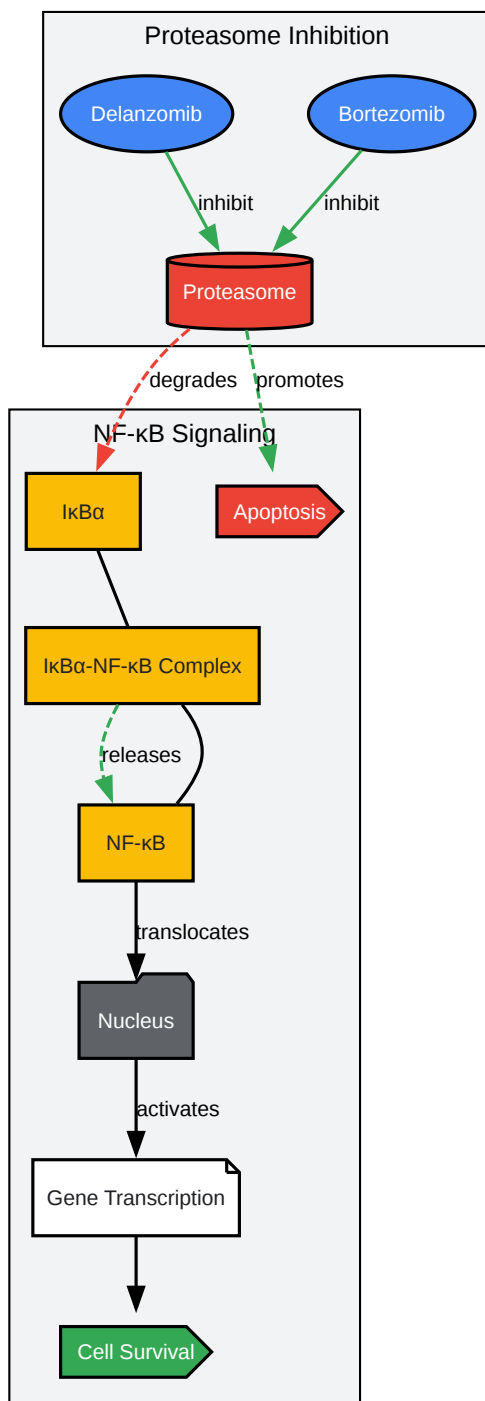 Proteasome Inhibition
Delanzomib
Bortezomib
inhibit
inhibit
Proteasome
degrades
promotes
NF-κB Signaling
IκBα
Apoptosis
IκBα-NF-κB Complex
releases
NF-κB
translocates
Nucleus
activates
Gene Transcription
Cell Survival